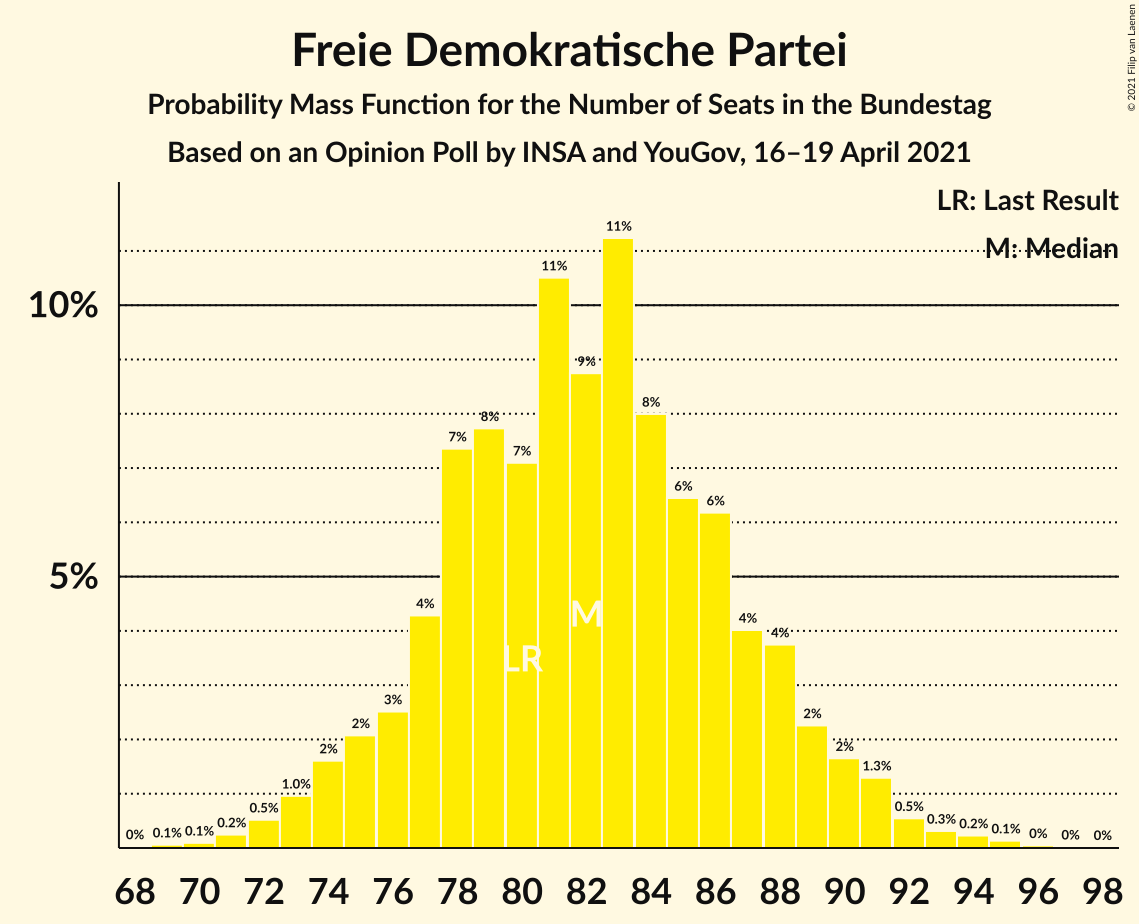 © 2021 Filip van Laenen
Freie Demokratische Partei
Probability Mass Function for the Number of Seats in the Bundestag
Based on an Opinion Poll by INSA and YouGov, 16–19 April 2021
LR: Last Result
M: Median
10%
5%
0% 0.1% 0.1% 0.2% 0.5% 1.0% 2% 2% 3% 4% 7% 8% 7% 11% 9% 11% 8% 6% 6% 4% 4% 2% 2% 1.3% 0.5% 0.3% 0.2% 0.1% 0% 0% 0%
M
LR
68 70 72 74 76 78 80 82 84 86 88 90 92 94 96 98